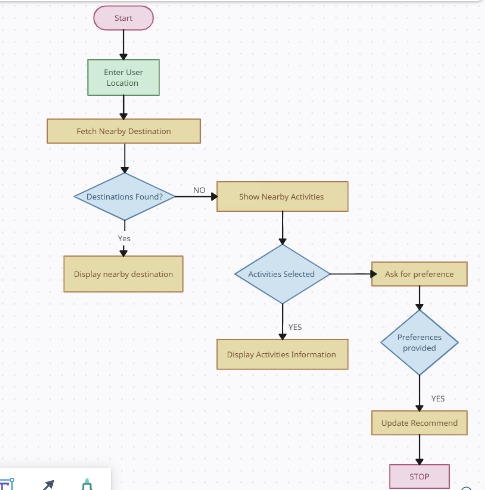 Start
Enter User
Location
Fetch Nearby Destination
Destinations Found?
NO
Show Nearby Activities
Yes
Display nearby destination
Activities Selected
Ask for preference
YES
Preferences
provided
Display Activities Information
YES
Update Recommend
STOP